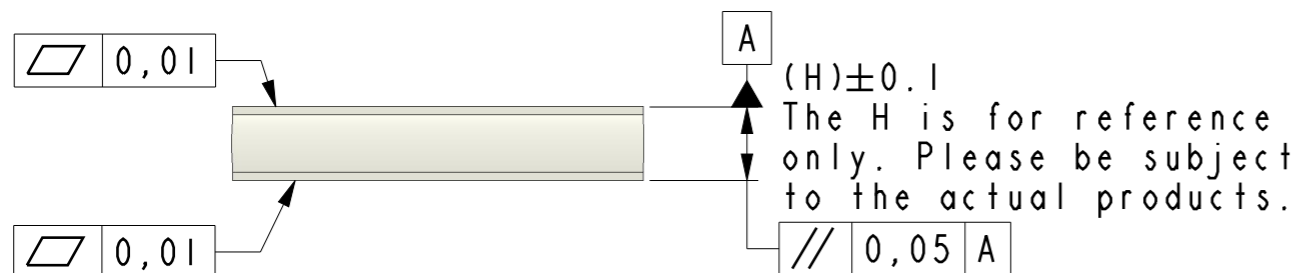 0,01
A
(H)±0.1
The H is for reference
only. Please be subject
to the actual products.
0,01
// 0,05 A